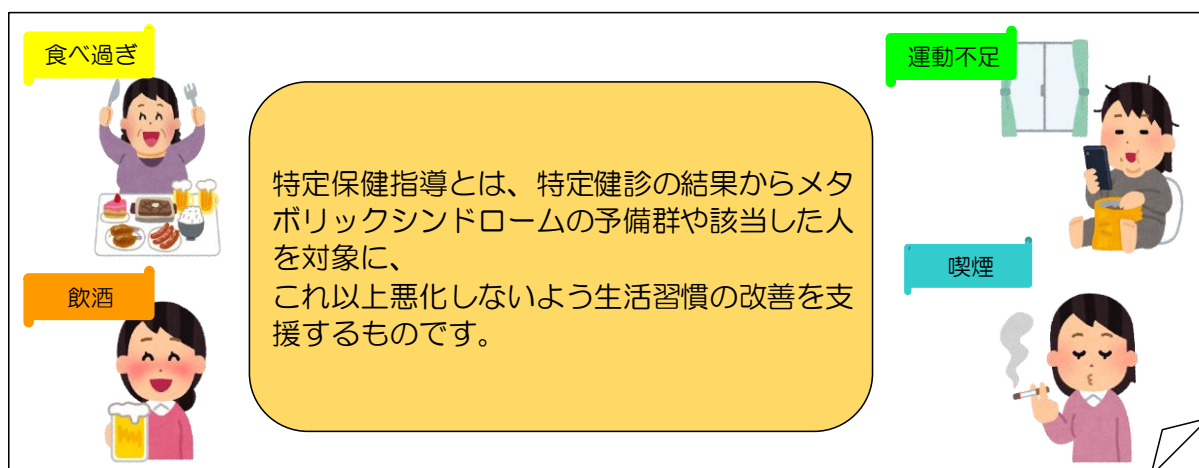 食べ過ぎ
運動不足
特定保健指導とは、特定健診の結果からメタ
ボリックシンドロームの予備群や該当した人
を対象に、
これ以上悪化しないよう生活習慣の改善を支
援するものです。
飲酒
喫煙